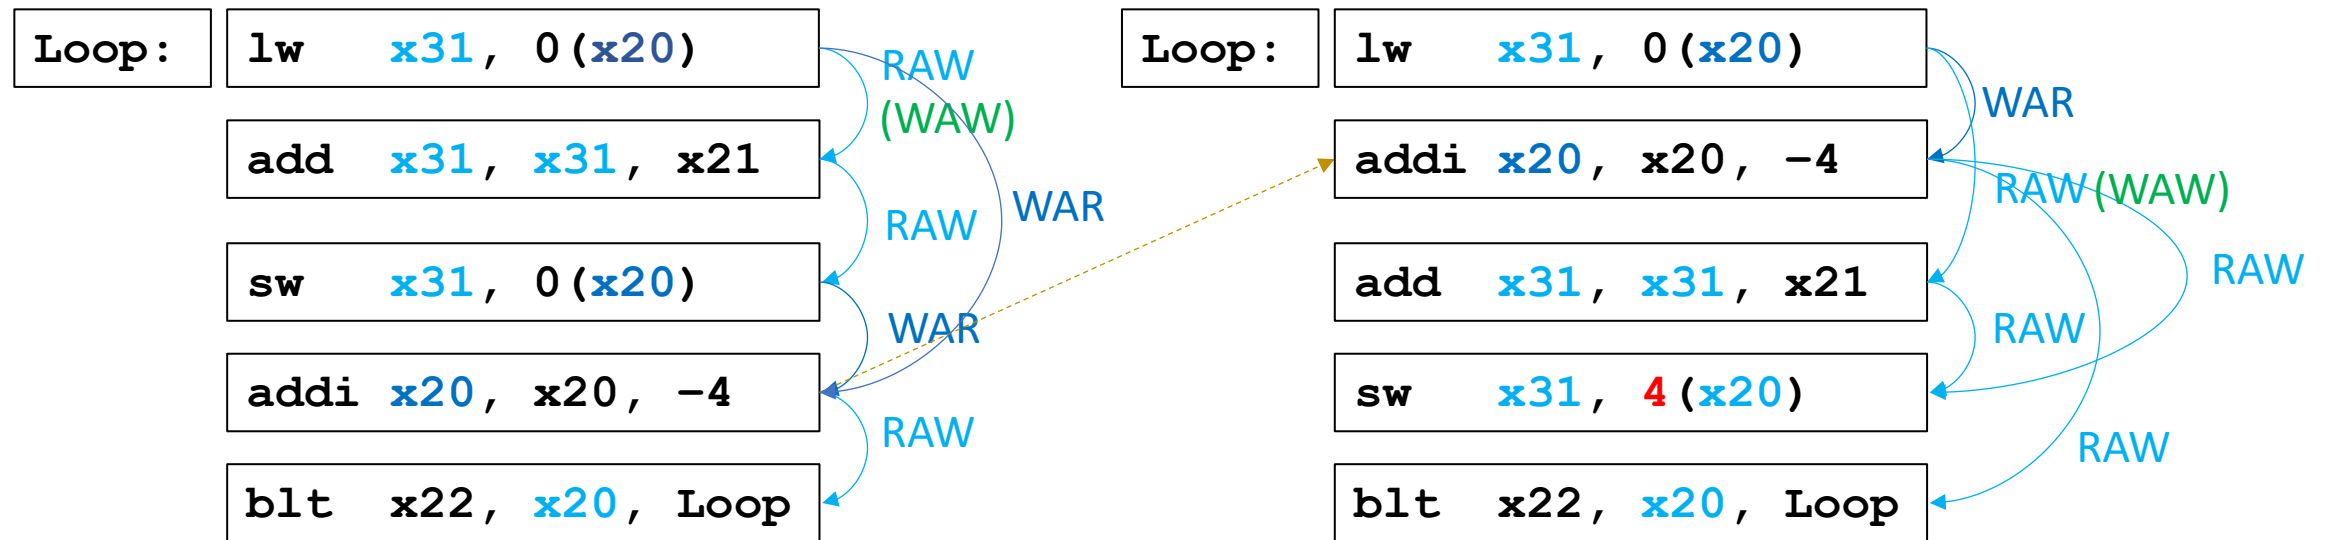 Loop: lw x31, 0(x20)
RAW
(WAW)
add x31, x31, x21
WAR
RAW
sw x31, 0(x20)
WAR
addi x20, x20, −4
RAW
blt x22, x20, Loop
Loop: lw x31, 0(x20)
WAR
addi x20, x20, −4
RAW (WAW)
add x31, x31, x21
RAW
RAW
sw x31, 4(x20)
RAW
blt x22, x20, Loop